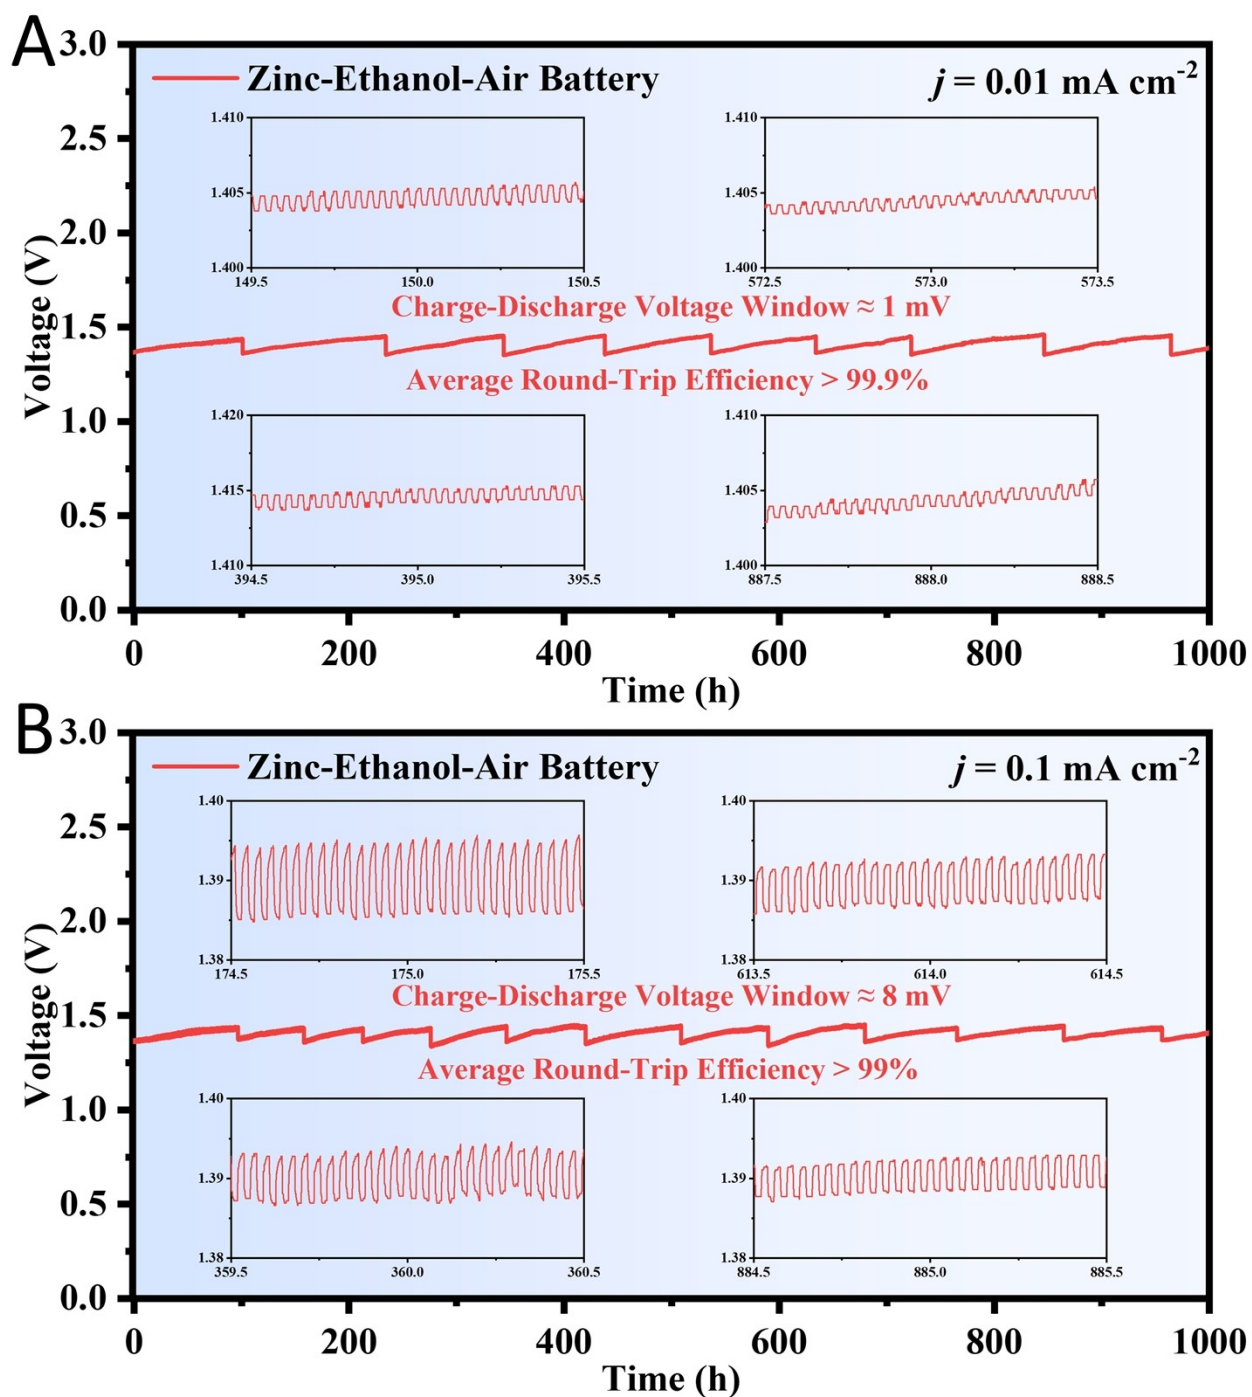 A
3.0
Zinc-Ethanol-Air Battery
j = 0.01 mA cm-2
2.5
2.0
1.5
1.0
0.5
0.0
Voltage (V)
1.410
1.405
1.400
149.5 150.0 150.5
1.410
1.405
1.400
572.5 573.0 573.5
Charge-Discharge Voltage Window ≈ 1 mV
Average Round-Trip Efficiency > 99.9%
1.420
1.415
1.410
394.5 395.0 395.5
1.410
1.405
1.400
887.5 888.0 888.5
0 200 400 600 800 1000
Time (h)
B
3.0
Zinc-Ethanol-Air Battery
j = 0.1 mA cm-2
2.5
2.0
1.5
1.0
0.5
0.0
Voltage (V)
1.40
1.39
1.38
174.5 175.0 175.5
1.40
1.39
1.38
613.5 614.0 614.5
Charge-Discharge Voltage Window ≈ 8 mV
Average Round-Trip Efficiency > 99%
1.40
1.39
1.38
359.5 360.0 360.5
1.40
1.39
1.38
884.5 885.0 885.5
0 200 400 600 800 1000
Time (h)